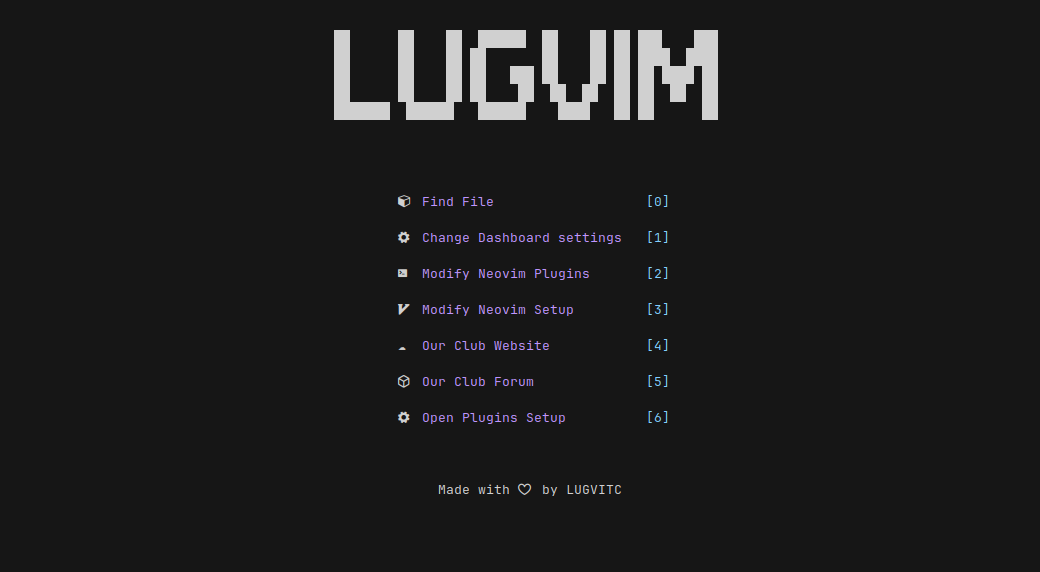 LUGVIM
Find File [0]
Change Dashboard settings [1]
Modify Neovim Plugins [2]
Modify Neovim Setup [3]
Our Club Website [4]
Our Club Forum [5]
Open Plugins Setup [6]
Made with ♡ by LUGVITC